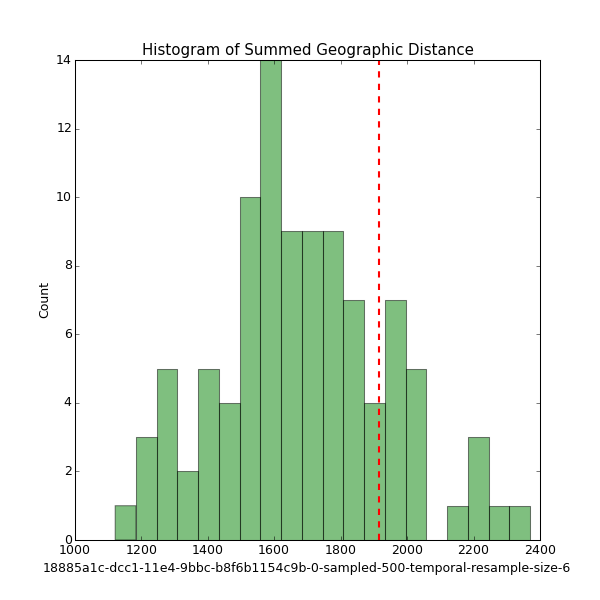 Histogram of Summed Geographic Distance
14
12
10
8
6
4
2
0
Count
1000 1200 1400 1600 1800 2000 2200 2400
18885a1c-dcc1-11e4-9bbc-b8f6b1154c9b-0-sampled-500-temporal-resample-size-6